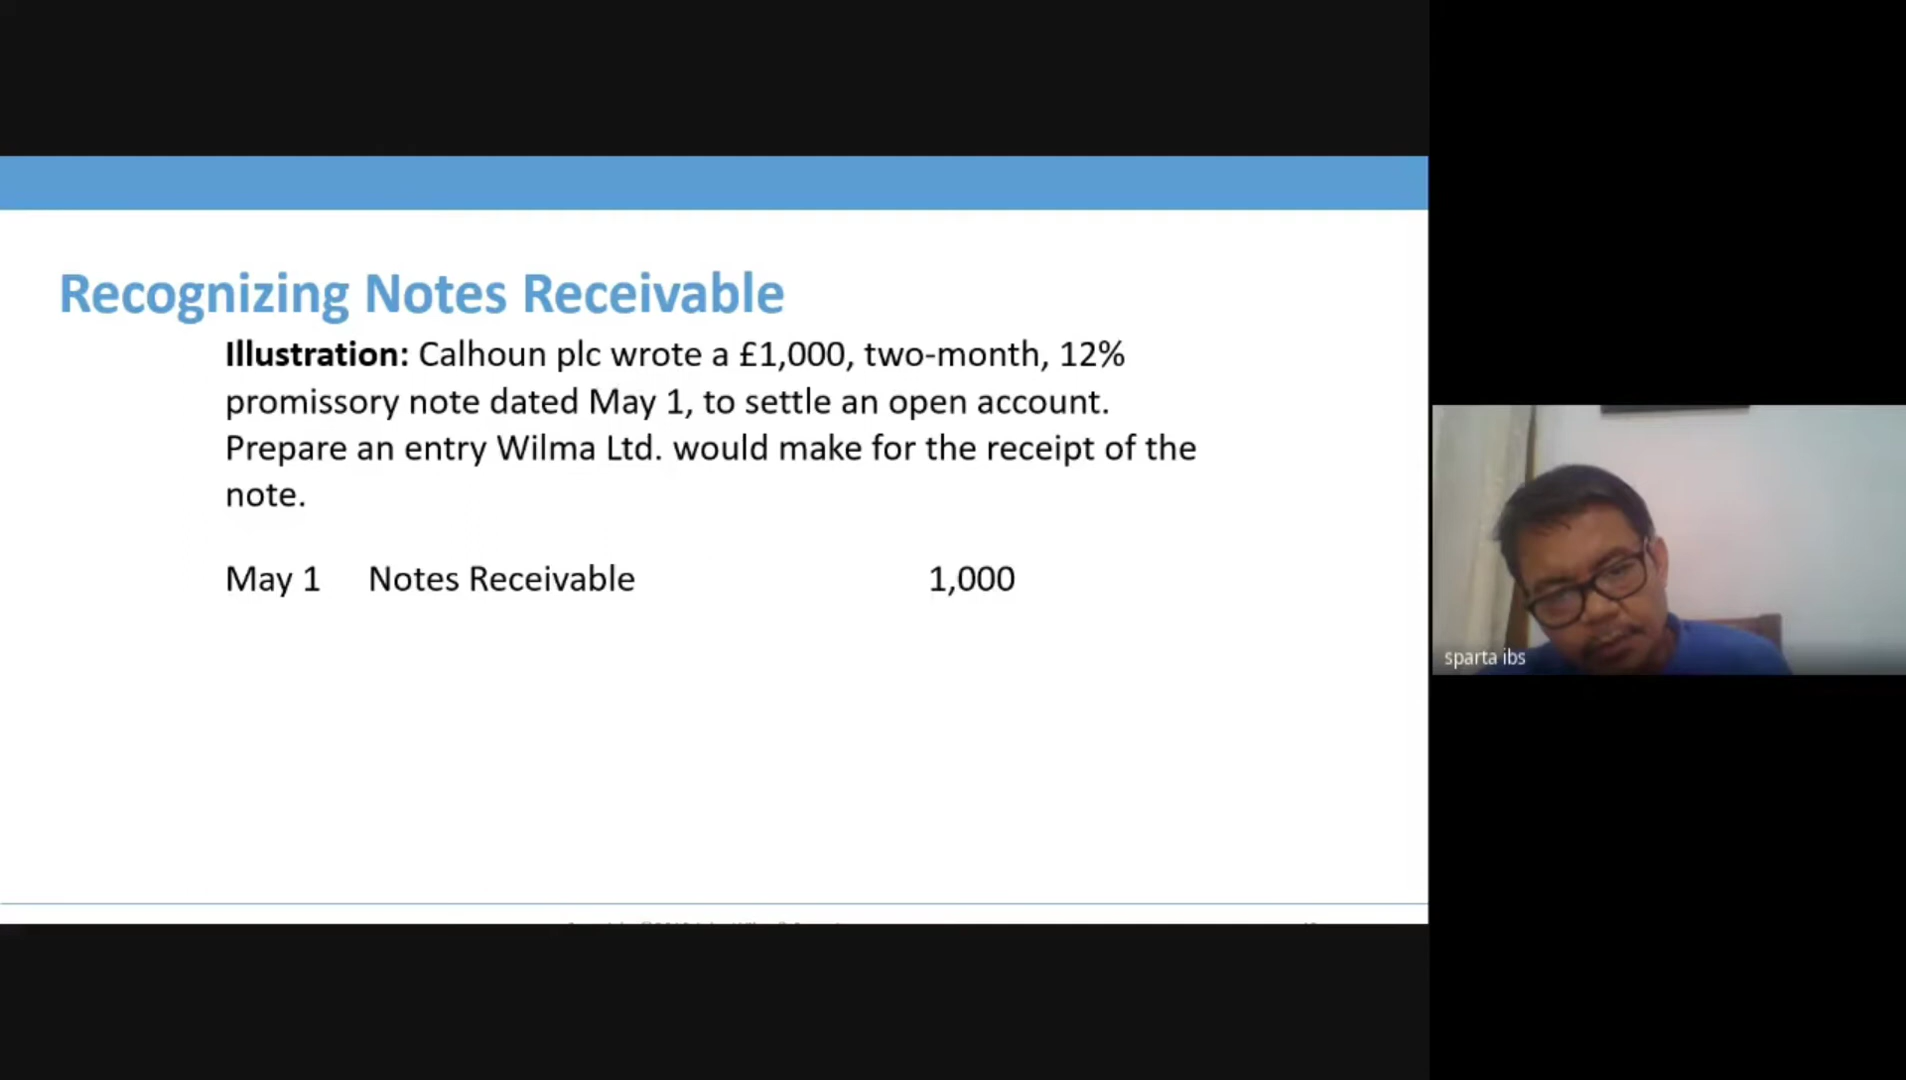 Recognizing Notes Receivable
Illustration: Calhoun plc wrote a £1,000, two-month, 12%
promissory note dated May 1, to settle an open account.
Prepare an entry Wilma Ltd. would make for the receipt of the
note.
May 1 Notes Receivable 1,000
sparta ibs